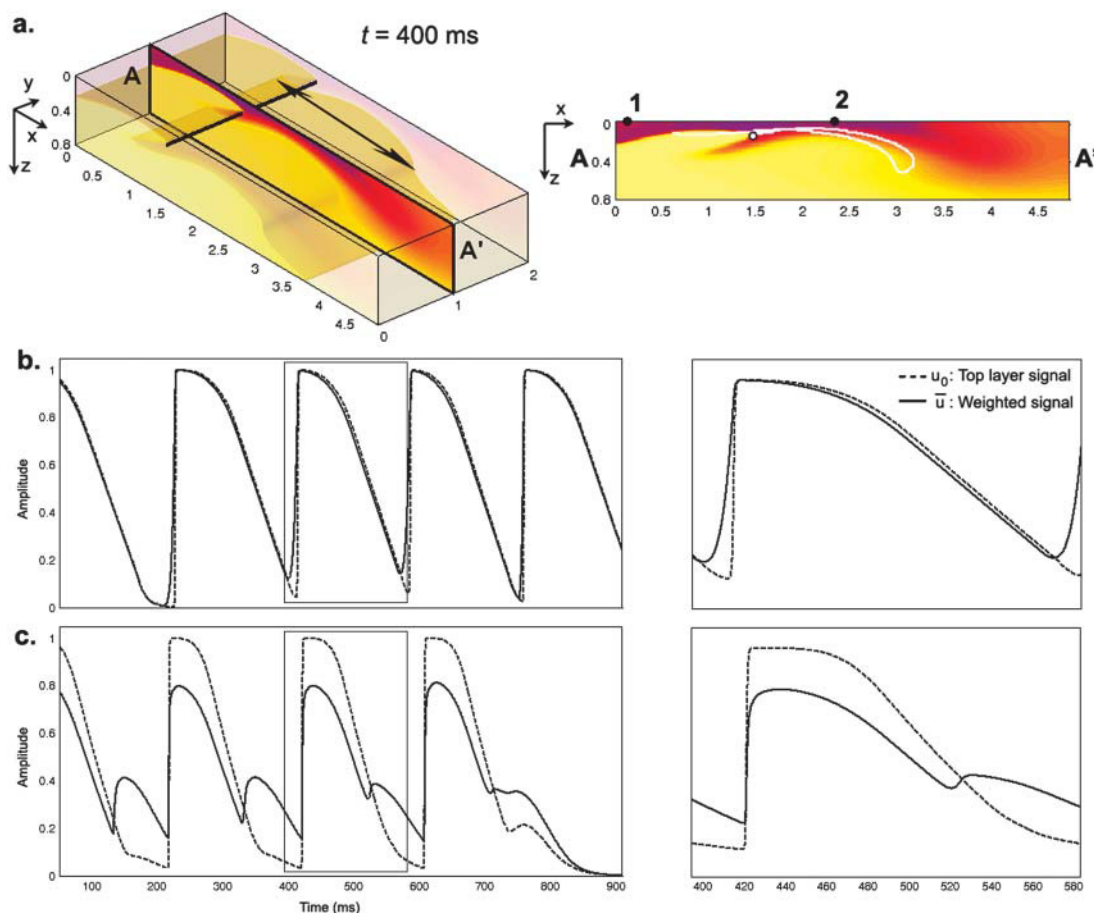 a.
t = 400 ms
A
y
x
z
0
0.4
0.8
0
0.5
1
1.5
2
2.5
3
3.5
4
4.5
A'
2
1
0
x
z
1
2
A
A'
0
0.4
0.8
0 0.5 1 1.5 2 2.5 3 3.5 4 4.5
b.
Amplitude
1
0.8
0.6
0.4
0.2
0
u0 : Top layer signal
u̅ : Weighted signal
c.
Amplitude
1
0.8
0.6
0.4
0.2
0
100 200 300 400 500 600 700 800 900
Time (ms)
400 420 440 460 480 500 520 540 560 580